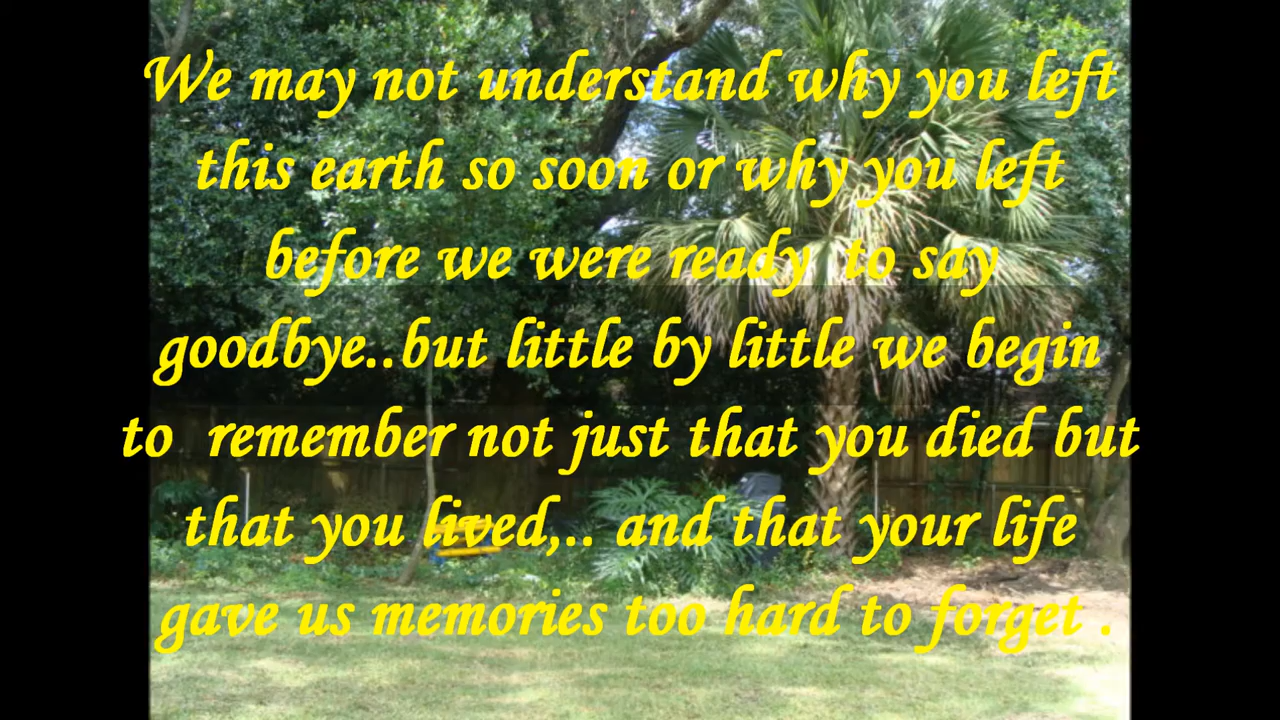 We may not understand why you left
this earth so soon or why you left
before we were ready  to say
goodbye..but little by little we begin
to  remember not just that you died but
that you lived,.. and that your life
gave us memories too hard to forget .